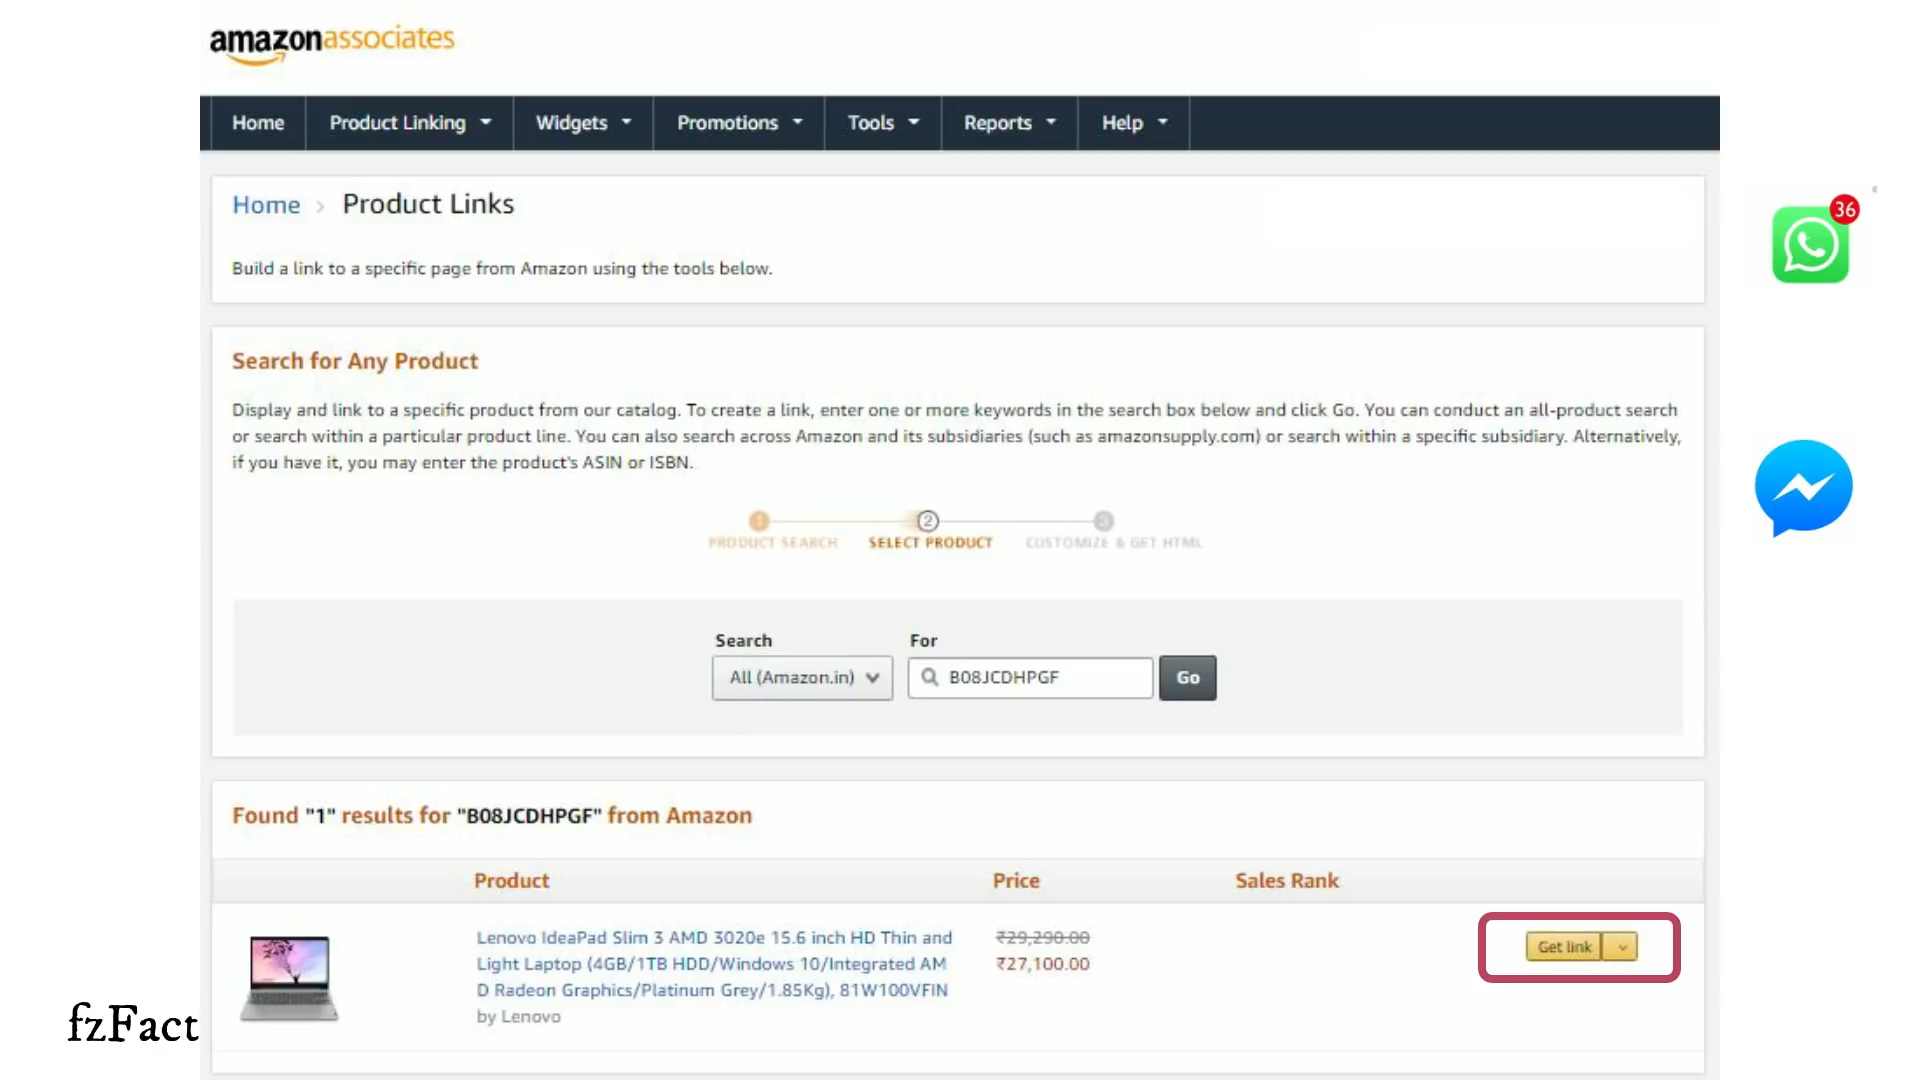 amazonassociates
Home Product Linking Widgets Promotions Tools Reports Help
Home › Product Links
36
Build a link to a specific page from Amazon using the tools below.
Search for Any Product
Display and link to a specific product from our catalog. To create a link, enter one or more keywords in the search box below and click Go. You can conduct an all-product search
or search within a particular product line. You can also search across Amazon and its subsidiaries (such as amazonsupply.com) or search within a specific subsidiary. Alternatively,
if you have it, you may enter the product's ASIN or ISBN.
1 2 3
PRODUCT SEARCH SELECT PRODUCT CUSTOMIZE & GET HTML
Search For
All (Amazon.in) B08JCDHPGF Go
Found "1" results for "B08JCDHPGF" from Amazon
Product Price Sales Rank
Lenovo IdeaPad Slim 3 AMD 3020e 15.6 inch HD Thin and ₹29,290.00 Get link
Light Laptop (4GB/1TB HDD/Windows 10/Integrated AM ₹27,100.00
D Radeon Graphics/Platinum Grey/1.85Kg), 81W100VFIN
by Lenovo
fzFact